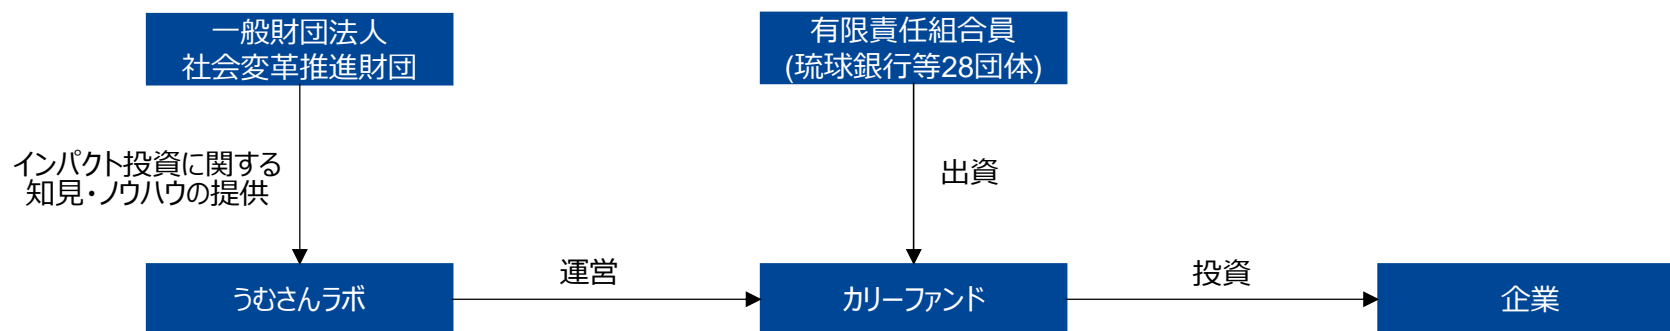 一般財団法人
社会変革推進財団
有限責任組合員
(琉球銀行等28団体)
インパクト投資に関する
知見・ノウハウの提供
出資
うむさんラボ
運営
カリーファンド
投資
企業